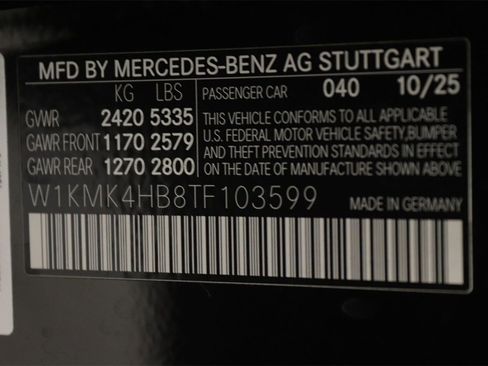 MFD BY MERCEDES-BENZ AG STUTTGART
KG LBS
GVWR 2420 5335
GAWR FRONT 1170 2579
GAWR REAR 1270 2800
PASSENGER CAR 040 10/25
THIS VEHICLE CONFORMS TO ALL APPLICABLE
U.S. FEDERAL MOTOR VEHICLE SAFETY, BUMPER
AND THEFT PREVENTION STANDARDS IN EFFECT
ON THE DATE OF MANUFACTURE SHOWN ABOVE
W1KMK4HB8TF103599
MADE IN GERMANY